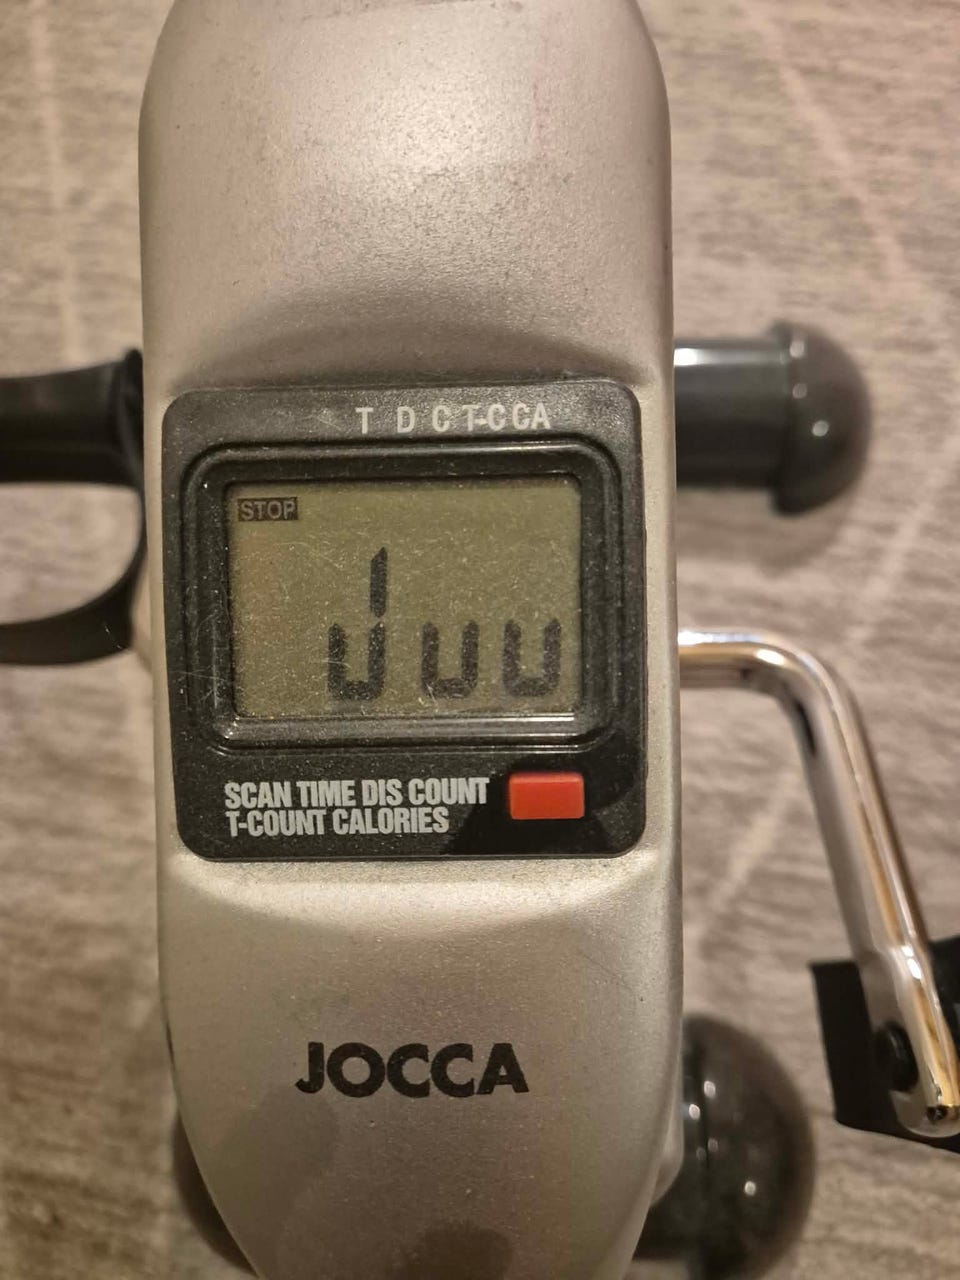 T D C T-C CA
STOP
SCAN TIME DIS COUNT
T-COUNT CALORIES
JOCCA